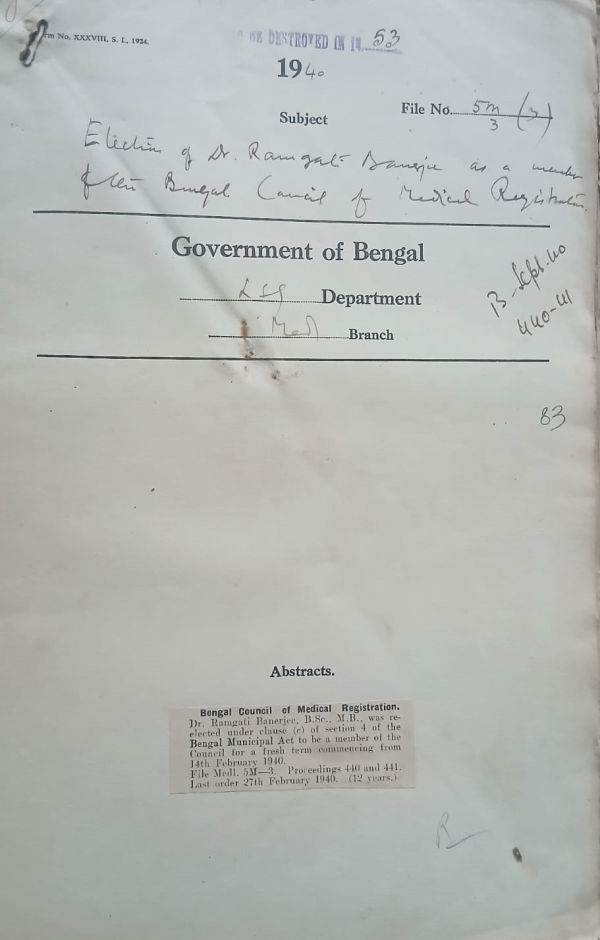 rm No. XXXVIII, S. I., 1924.
BE DESTROYED IN 19 53
1940
Subject
File No. 5M/3 (2)
Election of Dr. Ramgati Banerjee as a member
of the Bengal Council of Medical Registration.
Government of Bengal
LSG Department
Medl Branch
B-Sept. 40
440-41
83
Abstracts.
Bengal Council of Medical Registration.
Dr. Ramgati Banerjee, B.Sc., M.B., was re-
elected under clause (e) of section 4 of the
Bengal Municipal Act to be a member of the
Council for a fresh term commencing from
14th February 1940.
File Medl. 5M—3. Proceedings 440 and 441.
Last order 27th February 1940. (12 years.)